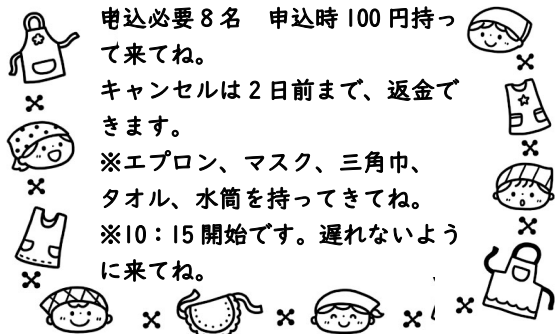 申込必要8名　申込時100円持っ
て来てね。
キャンセルは2日前まで、返金で
きます。
※エプロン、マスク、三角巾、
タオル、水筒を持ってきてね。
※10：15開始です。遅れないよう
に来てね。